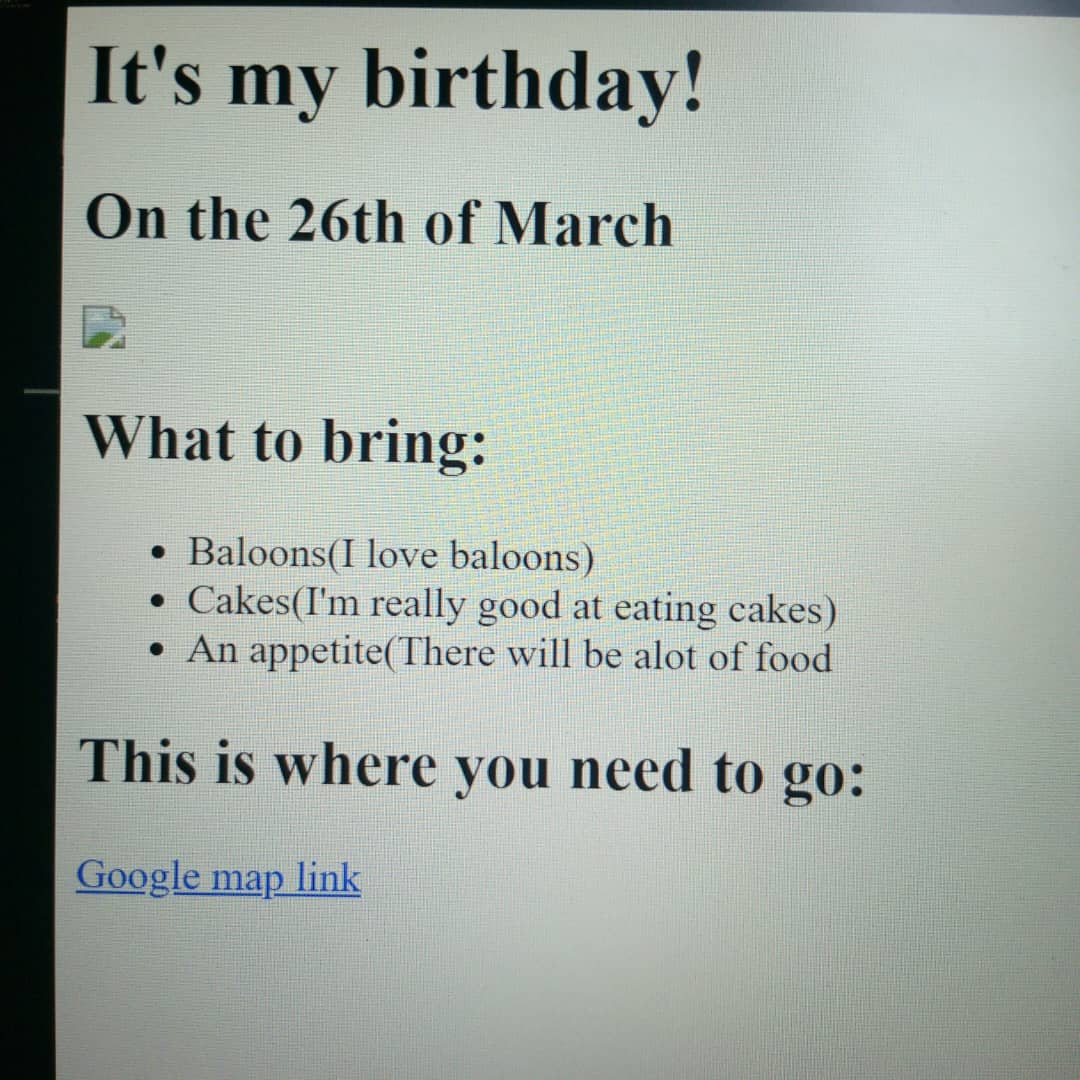 It's my birthday!
On the 26th of March
What to bring:
• Baloons(I love baloons)
• Cakes(I'm really good at eating cakes)
• An appetite(There will be alot of food
This is where you need to go:
Google map link